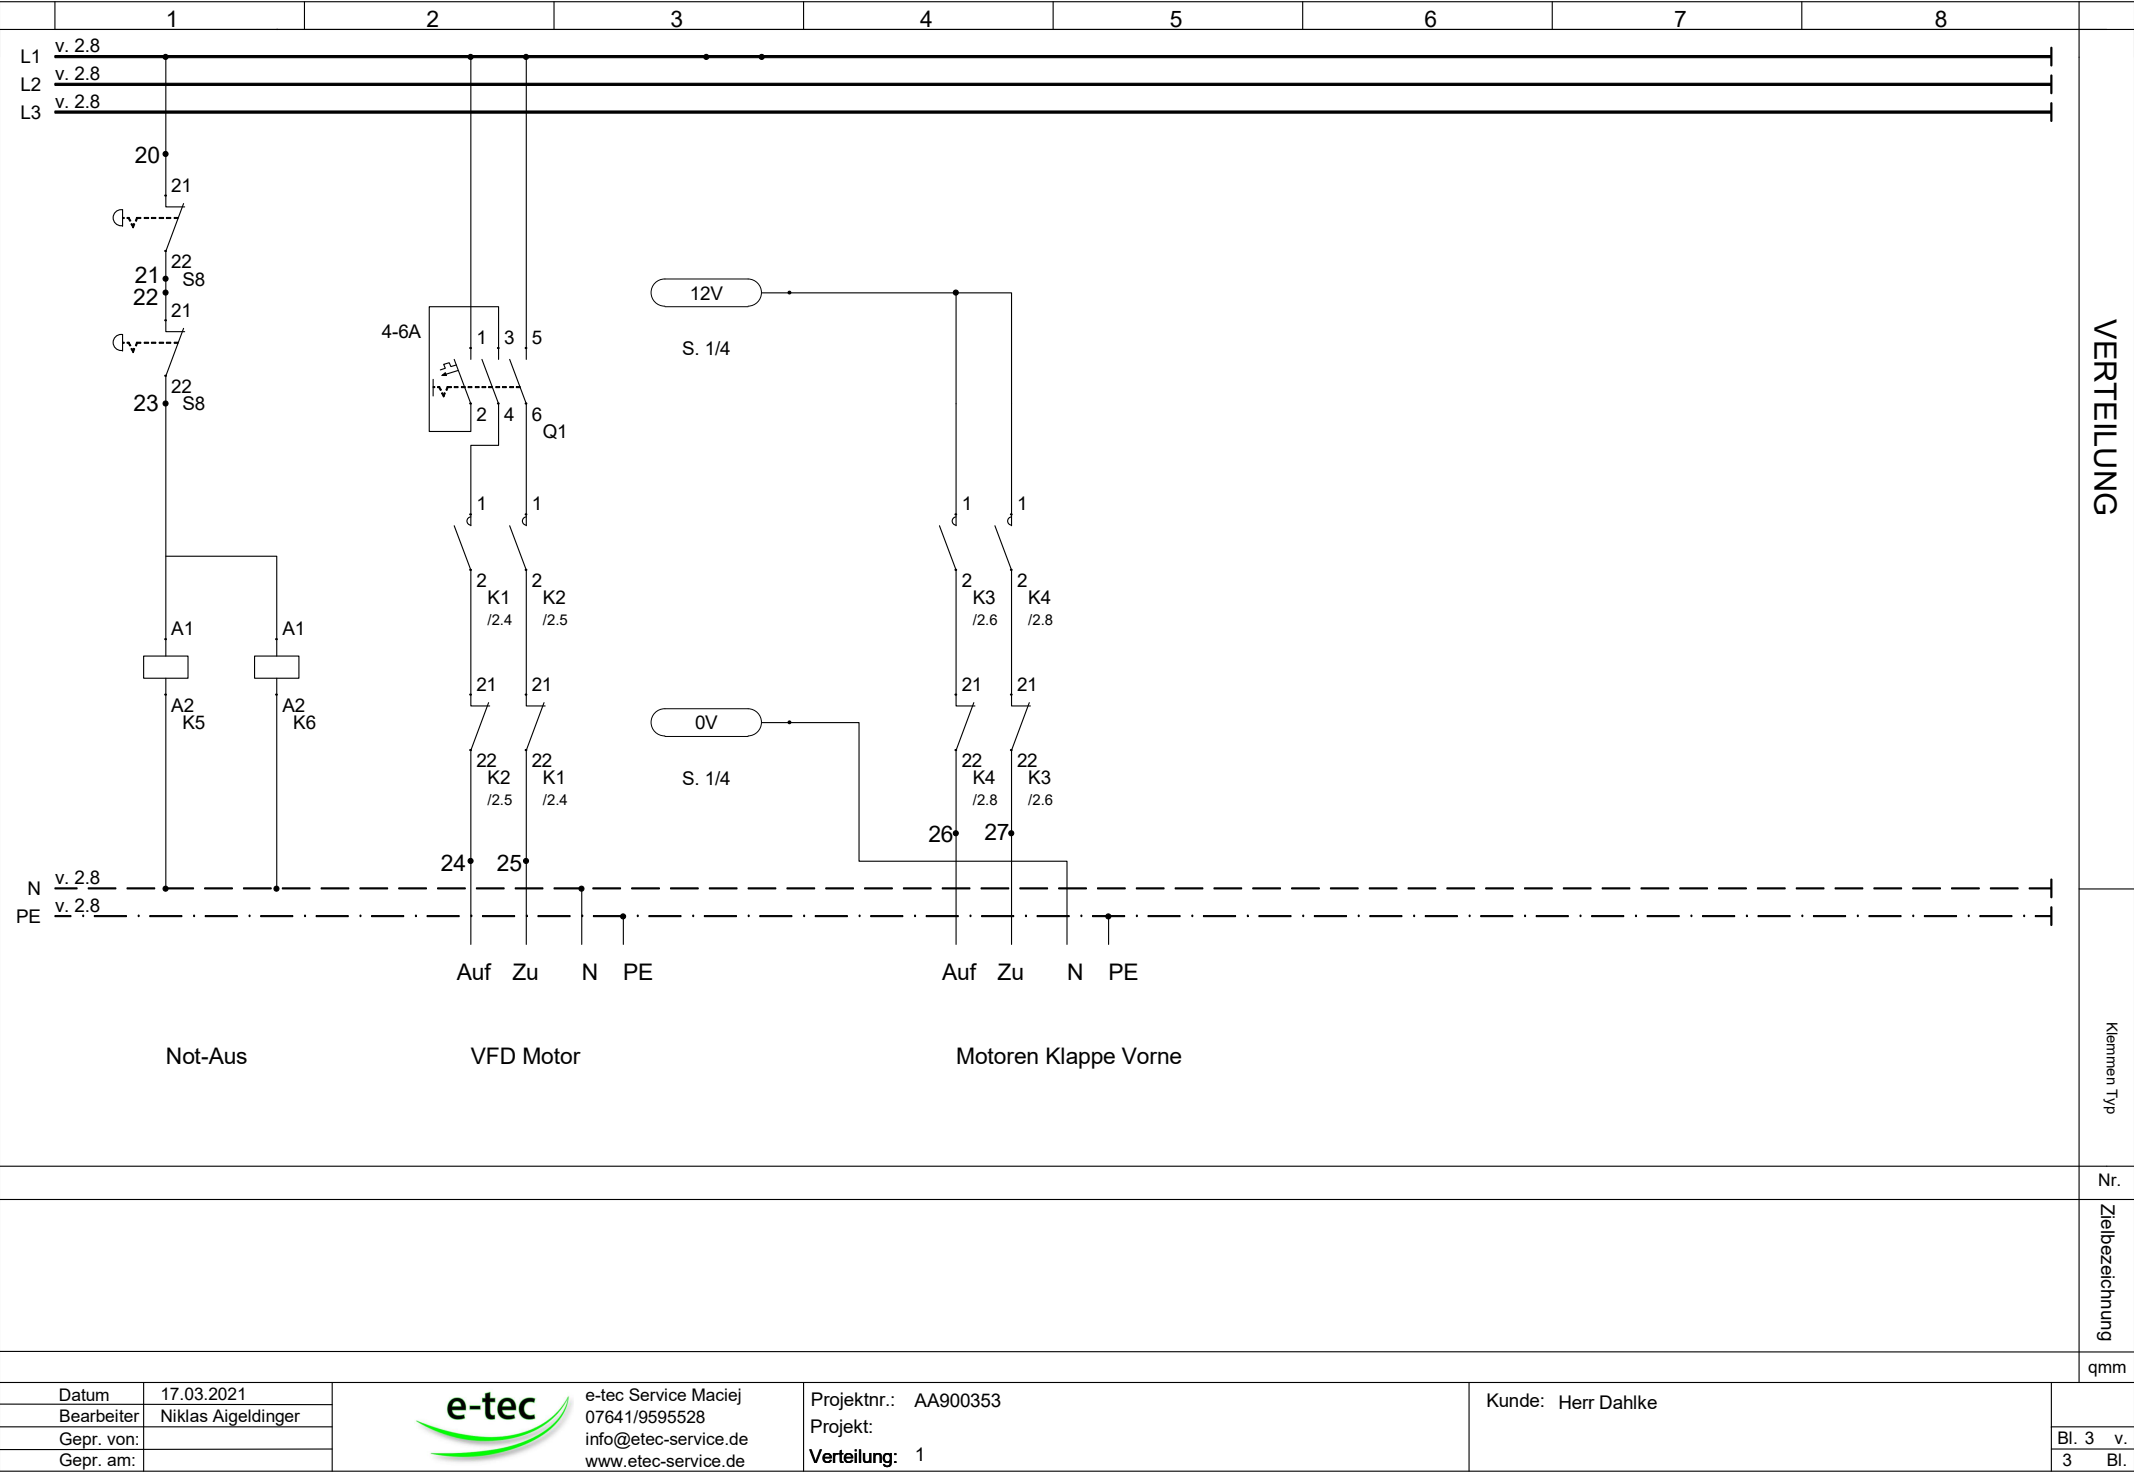 1 2 3 4 5 6 7 8
L1 v. 2.8
L2 v. 2.8
L3 v. 2.8
20
21
22
S8
21
22
21
22
S8
23
4-6A
1 3 5
2 4 6
Q1
12V
S. 1/4
1 1 1 1
2 2 2 2
K1 K2 K3 K4
/2.4 /2.5 /2.6 /2.8
A1 A1
A2 A2
K5 K6
21 21 21 21
0V
S. 1/4
22 22 22 22
K2 K1 K4 K3
/2.5 /2.4 /2.8 /2.6
24 25 26 27
N v. 2.8
PE v. 2.8
Auf Zu N PE
Auf Zu N PE
Not-Aus
VFD Motor
Motoren Klappe Vorne
VERTEILUNG
Klemmen Typ
Nr.
Zielbezeichnung
qmm
Datum 17.03.2021
Bearbeiter Niklas Aigeldinger
Gepr. von:
Gepr. am:
e-tec
e-tec Service Maciej
07641/9595528
info@etec-service.de
www.etec-service.de
Projektnr.: AA900353
Projekt:
Verteilung: 1
Kunde: Herr Dahlke
Bl. 3 v.
3 Bl.